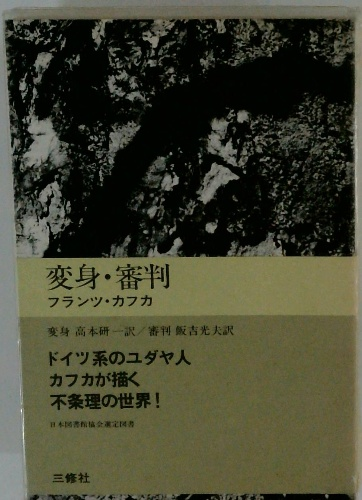 変身・審判
フランツ・カフカ
変身 高本研一訳／審判 飯吉光夫訳
ドイツ系のユダヤ人
カフカが描く
不条理の世界！
日本図書館協会選定図書
三修社